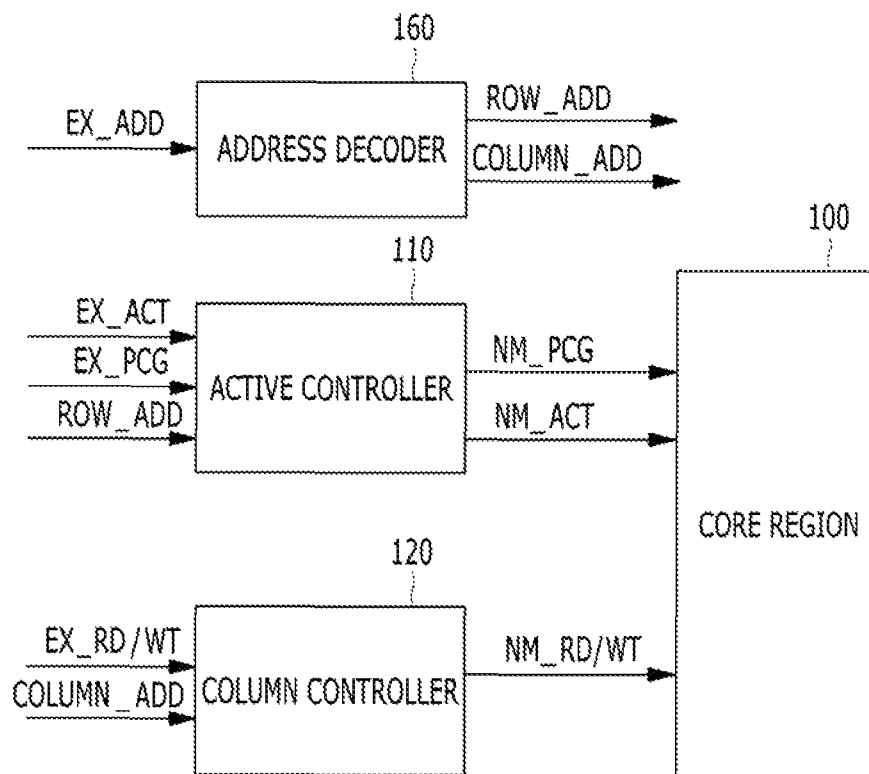 160
EX_ADD
ADDRESS DECODER
ROW_ADD
COLUMN_ADD
100
110
EX_ACT
EX_PCG
ROW_ADD
ACTIVE CONTROLLER
NM_PCG
NM_ACT
CORE REGION
120
EX_RD/WT
COLUMN_ADD
COLUMN CONTROLLER
NM_RD/WT